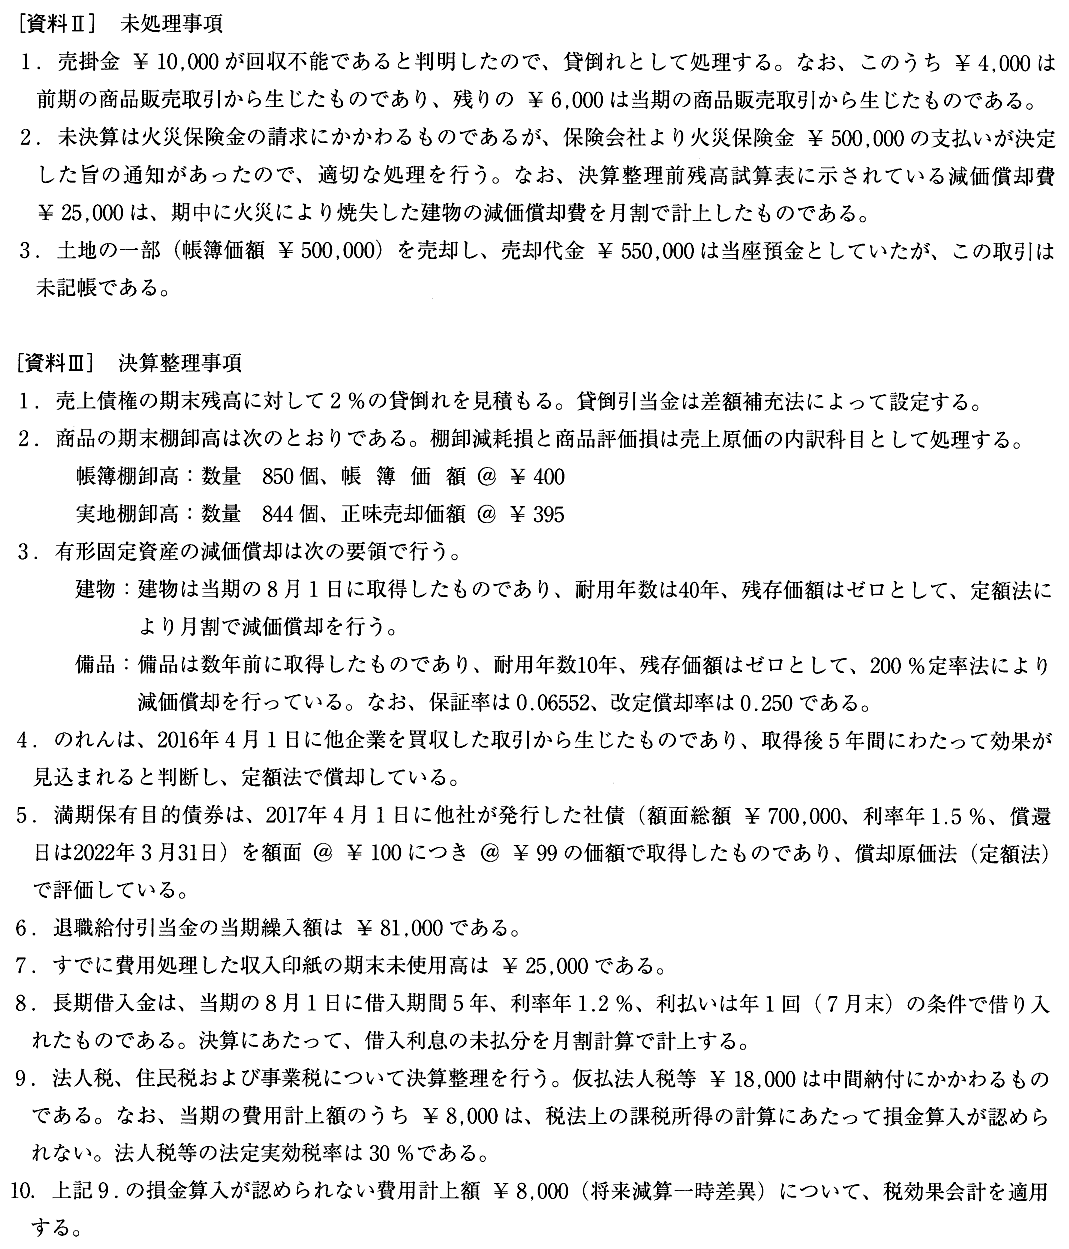 ［資料Ⅱ］　未処理事項
1．売掛金 ￥10,000が回収不能であると判明したので、貸倒れとして処理する。なお、このうち ￥4,000は
前期の商品販売取引から生じたものであり、残りの ￥6,000は当期の商品販売取引から生じたものである。
2．未決算は火災保険金の請求にかかわるものであるが、保険会社より火災保険金 ￥500,000の支払いが決定
した旨の通知があったので、適切な処理を行う。なお、決算整理前残高試算表に示されている減価償却費
￥25,000は、期中に火災により焼失した建物の減価償却費を月割で計上したものである。
3．土地の一部（帳簿価額 ￥500,000）を売却し、売却代金 ￥550,000は当座預金としていたが、この取引は
未記帳である。
［資料Ⅲ］　決算整理事項
1．売上債権の期末残高に対して2％の貸倒れを見積もる。貸倒引当金は差額補充法によって設定する。
2．商品の期末棚卸高は次のとおりである。棚卸減耗損と商品評価損は売上原価の内訳科目として処理する。
帳簿棚卸高：数量　850個、帳 簿 価 額 @ ￥400
実地棚卸高：数量　844個、正味売却価額 @ ￥395
3．有形固定資産の減価償却は次の要領で行う。
建物：建物は当期の8月1日に取得したものであり、耐用年数は40年、残存価額はゼロとして、定額法に
より月割で減価償却を行う。
備品：備品は数年前に取得したものであり、耐用年数10年、残存価額はゼロとして、200％定率法により
減価償却を行っている。なお、保証率は0.06552、改定償却率は0.250である。
4．のれんは、2016年4月1日に他企業を買収した取引から生じたものであり、取得後5年間にわたって効果が
見込まれると判断し、定額法で償却している。
5．満期保有目的債券は、2017年4月1日に他社が発行した社債（額面総額 ￥700,000、利率年1.5％、償還
日は2022年3月31日）を額面 @ ￥100につき @ ￥99の価額で取得したものであり、償却原価法（定額法）
で評価している。
6．退職給付引当金の当期繰入額は ￥81,000である。
7．すでに費用処理した収入印紙の期末未使用高は ￥25,000である。
8．長期借入金は、当期の8月1日に借入期間5年、利率年1.2％、利払いは年1回（7月末）の条件で借り入
れたものである。決算にあたって、借入利息の未払分を月割計算で計上する。
9．法人税、住民税および事業税について決算整理を行う。仮払法人税等 ￥18,000は中間納付にかかわるもの
である。なお、当期の費用計上額のうち ￥8,000は、税法上の課税所得の計算にあたって損金算入が認めら
れない。法人税等の法定実効税率は30％である。
10．上記9．の損金算入が認められない費用計上額 ￥8,000（将来減算一時差異）について、税効果会計を適用
する。